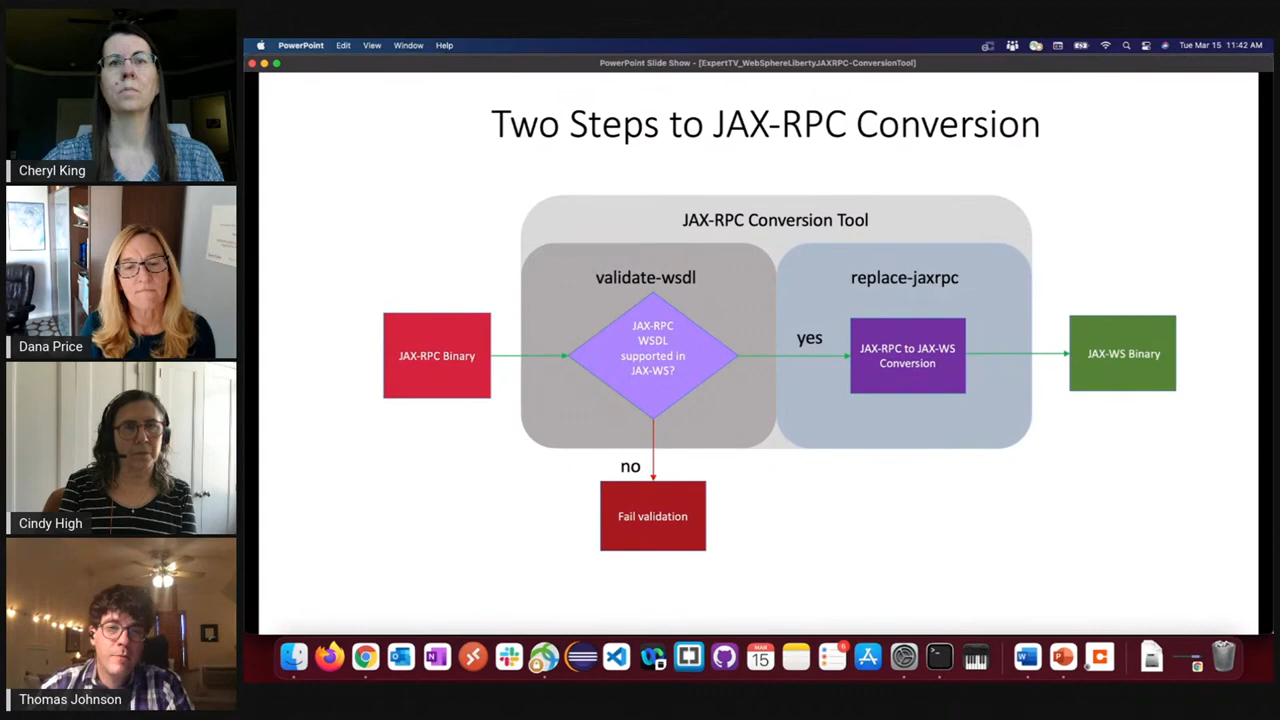 PowerPoint Edit View Window Help
Tue Mar 15 11:42 AM
PowerPoint Slide Show - [ExpertTV_WebSphereLibertyJAXRPC-ConversionTool]
Two Steps to JAX-RPC Conversion
JAX-RPC Conversion Tool
validate-wsdl
replace-jaxrpc
JAX-RPC Binary
JAX-RPC
WSDL
supported in
JAX-WS?
yes
JAX-RPC to JAX-WS
Conversion
JAX-WS Binary
no
Fail validation
Cheryl King
Dana Price
Cindy High
Thomas Johnson
MAR
15
6